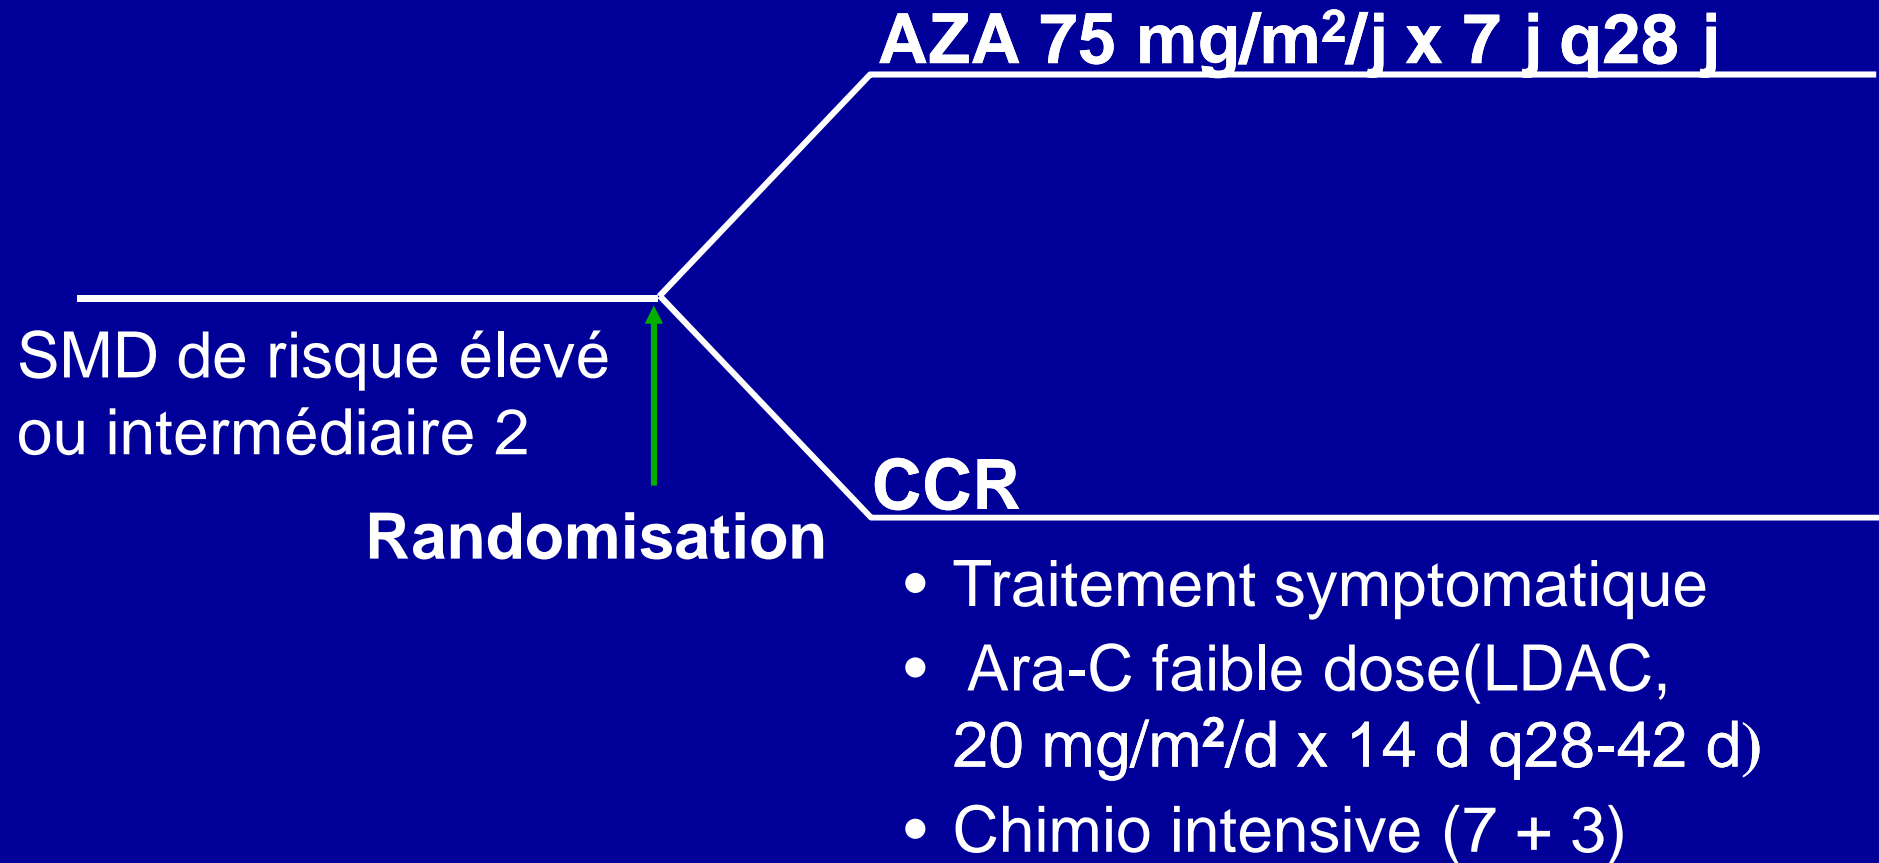 AZA 75 mg/m²/j x 7 j q28 j
SMD de risque élevé
ou intermédiaire 2
Randomisation
CCR
• Traitement symptomatique
• Ara-C faible dose(LDAC,
20 mg/m²/d x 14 d q28-42 d)
• Chimio intensive (7 + 3)